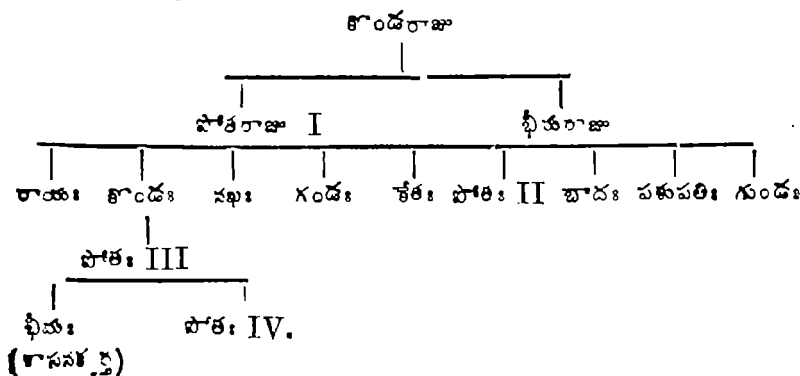 కొండరాజు
పోతరాజు I భీమరాజు
రాయః కొండః నఖః గండః కేతః పోతిః II బాదః పశుపతిః గుండః
పోతః III
భీమః పోతః IV.
(శాసనకర్త)